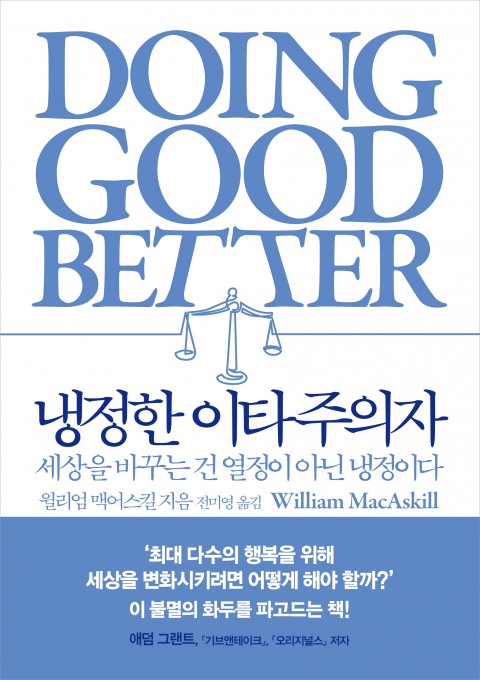 DOING
GOOD
BETTER
냉정한 이타주의자
세상을 바꾸는 건 열정이 아닌 냉정이다
윌리엄 맥어스킬 지음 전미영 옮김 William MacAskill
‘최대 다수의 행복을 위해
세상을 변화시키려면 어떻게 해야 할까?’
이 불멸의 화두를 파고드는 책!
애덤 그랜트, 「기브앤테이크」, 「오리지널스」 저자